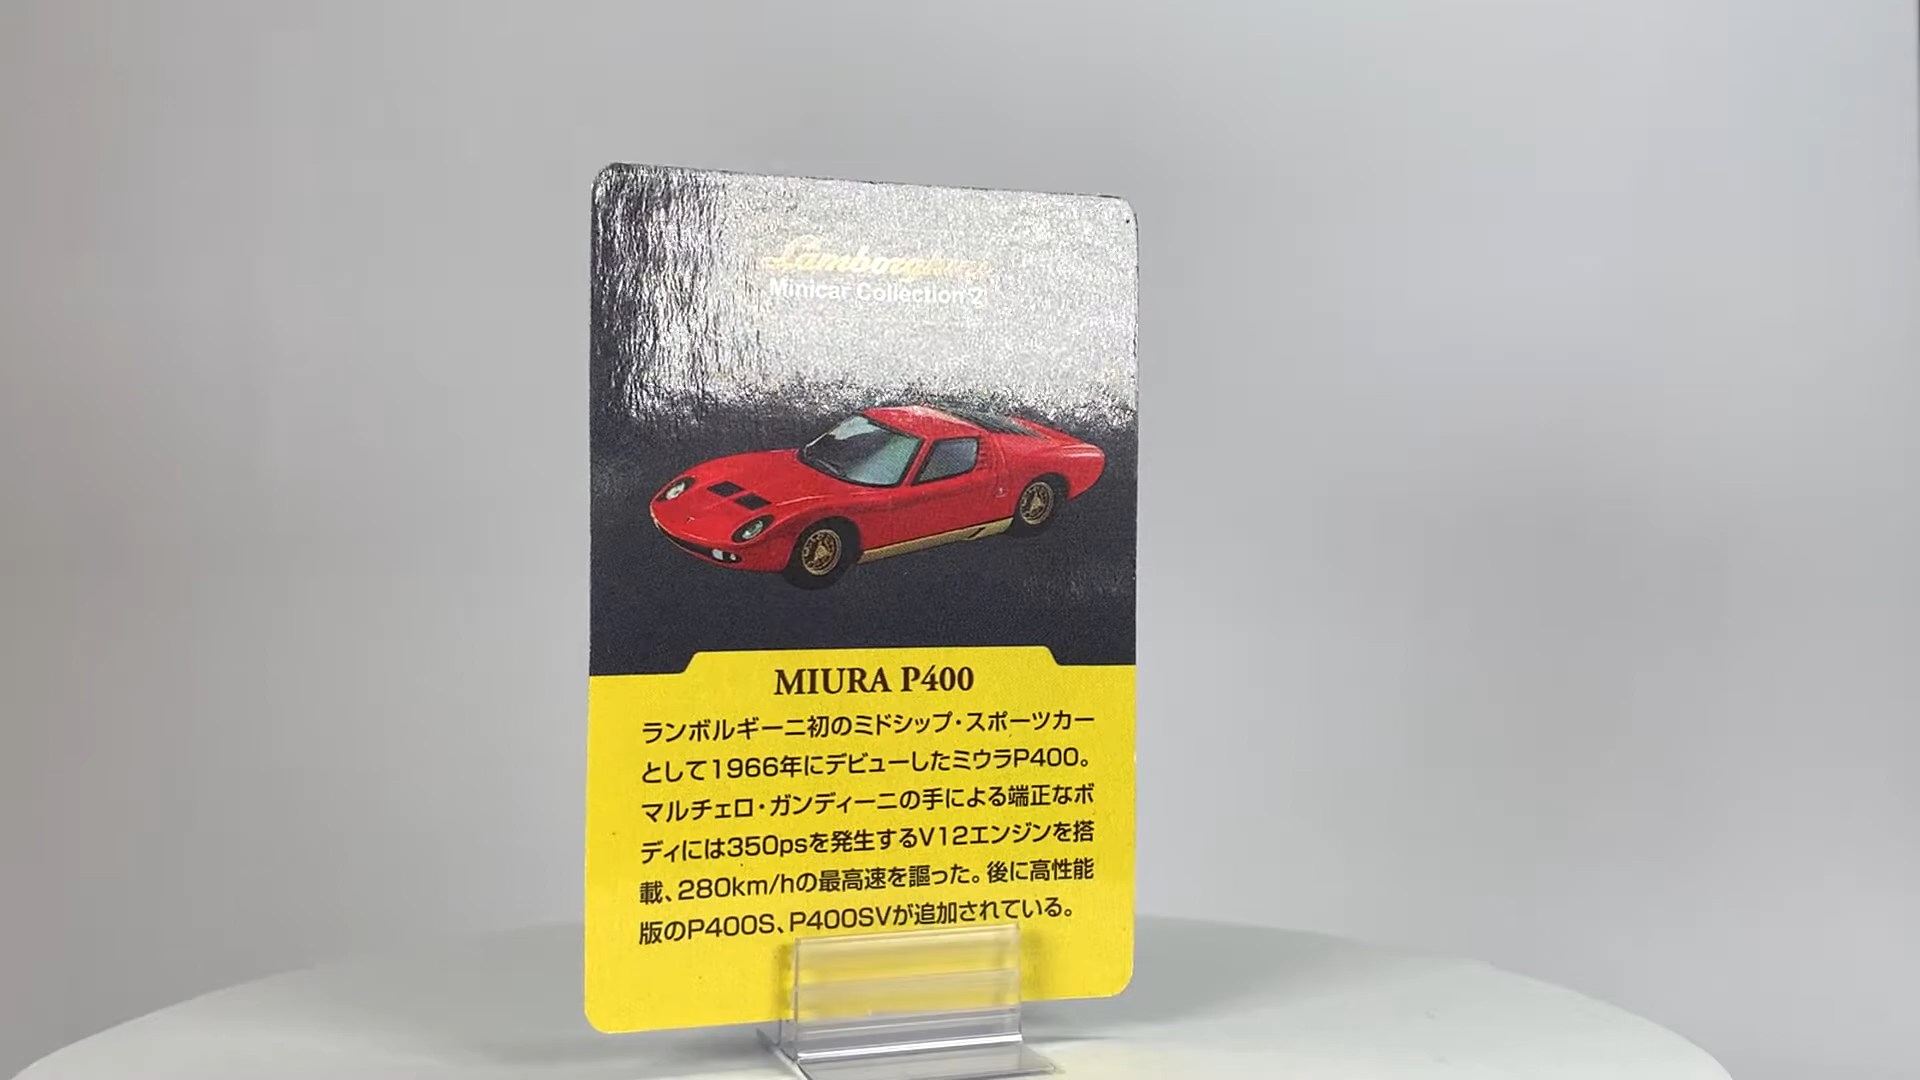 Lamborghini
Minicar Collection 2
MIURA P400
ランボルギーニ初のミドシップ・スポーツカー
として1966年にデビューしたミウラP400。
マルチェロ・ガンディーニの手による端正なボ
ディには350psを発生するV12エンジンを搭
載、280km/hの最高速を謳った。後に高性能
版のP400S、P400SVが追加されている。